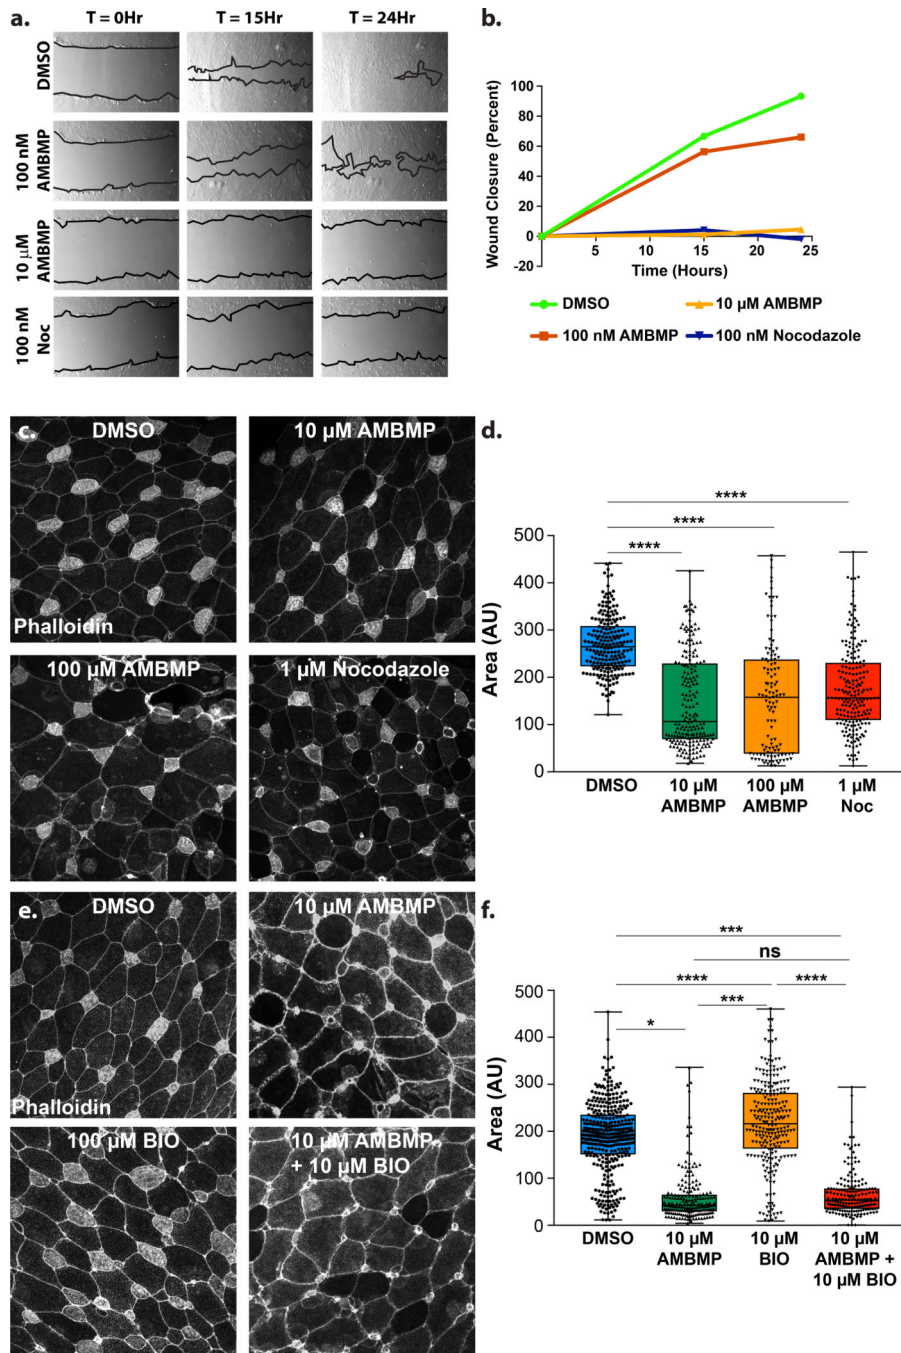 a.
T = 0Hr T = 15Hr T = 24Hr
DMSO
100 nM
AMBMP
10 μM
AMBMP
100 nM
Noc
b.
Wound Closure (Percent)
100
80
60
40
20
0
-20
5 10 15 20 25
Time (Hours)
DMSO 10 μM AMBMP
100 nM AMBMP 100 nM Nocodazole
c.
DMSO
10 μM AMBMP
Phalloidin
100 μM AMBMP
1 μM Nocodazole
d.
****
****
****
Area (AU)
500
400
300
200
100
0
DMSO 10 μM 100 μM 1 μM
AMBMP AMBMP Noc
e.
DMSO
10 μM AMBMP
Phalloidin
100 μM BIO
10 μM AMBMP
+ 10 μM BIO
f.
***
ns
**** ****
* ***
Area (AU)
500
400
300
200
100
0
DMSO 10 μM 10 μM 10 μM
AMBMP BIO AMBMP +
10 μM BIO